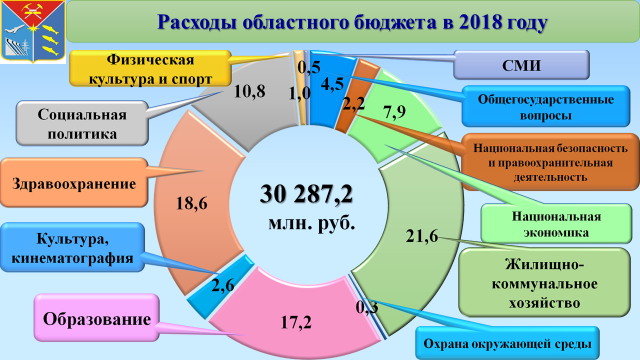 Расходы областного бюджета в 2018 году
Физическая
культура и спорт
0,5
СМИ
10,8
1,0
4,5
2,2
7,9
Общегосударственные
вопросы
Социальная
политика
Национальная безопасность
и правоохранительная
деятельность
Здравоохранение
18,6
30 287,2
млн. руб.
21,6
Национальная
экономика
Культура,
кинематография
2,6
Жилищно-
коммунальное
хозяйство
Образование
17,2
0,3
Охрана окружающей среды